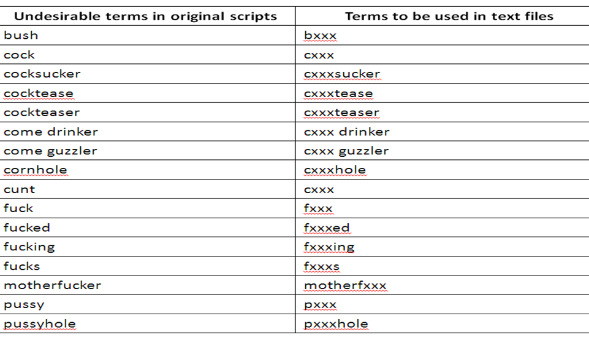 Undesirable terms in original scripts Terms to be used in text files
bush bxxx
cock cxxx
cocksucker cxxxsucker
cocktease cxxxtease
cockteaser cxxxteaser
come drinker cxxx drinker
come guzzler cxxx guzzler
cornhole cxxxhole
cunt cxxx
fuck fxxx
fucked fxxxed
fucking fxxxing
fucks fxxxs
motherfucker motherfxxx
pussy pxxx
pussyhole pxxxhole